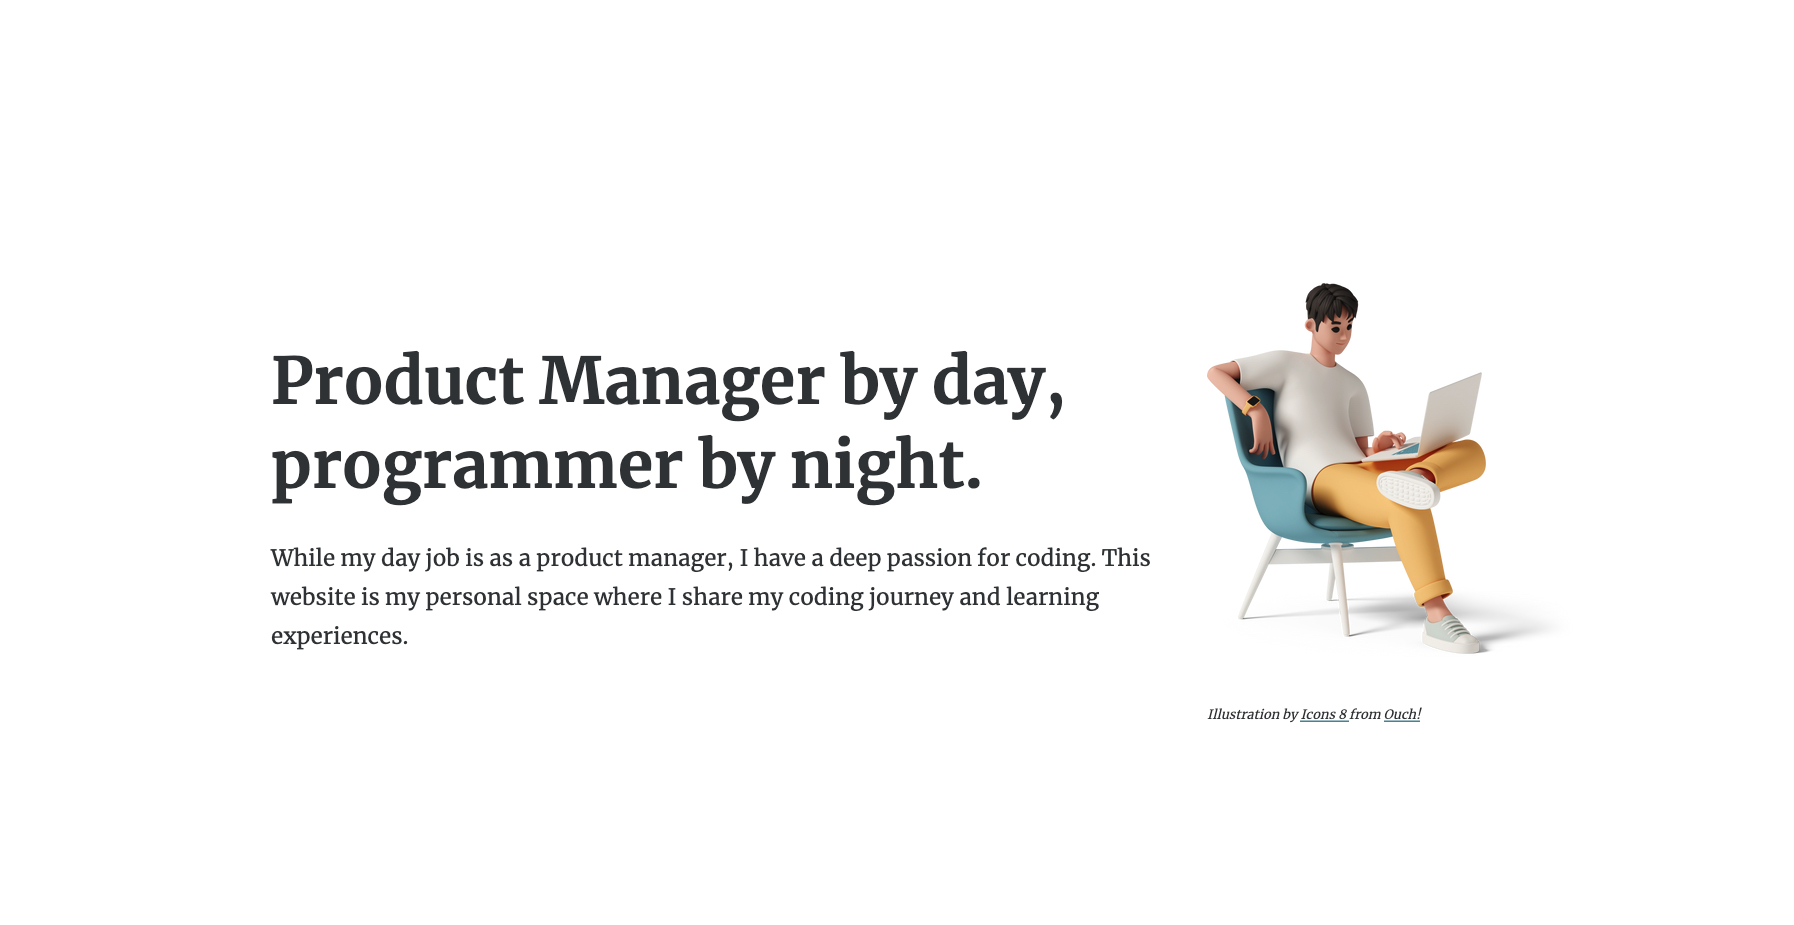 Product Manager by day,
programmer by night.
While my day job is as a product manager, I have a deep passion for coding. This
website is my personal space where I share my coding journey and learning
experiences.
Illustration by Icons 8 from Ouch!